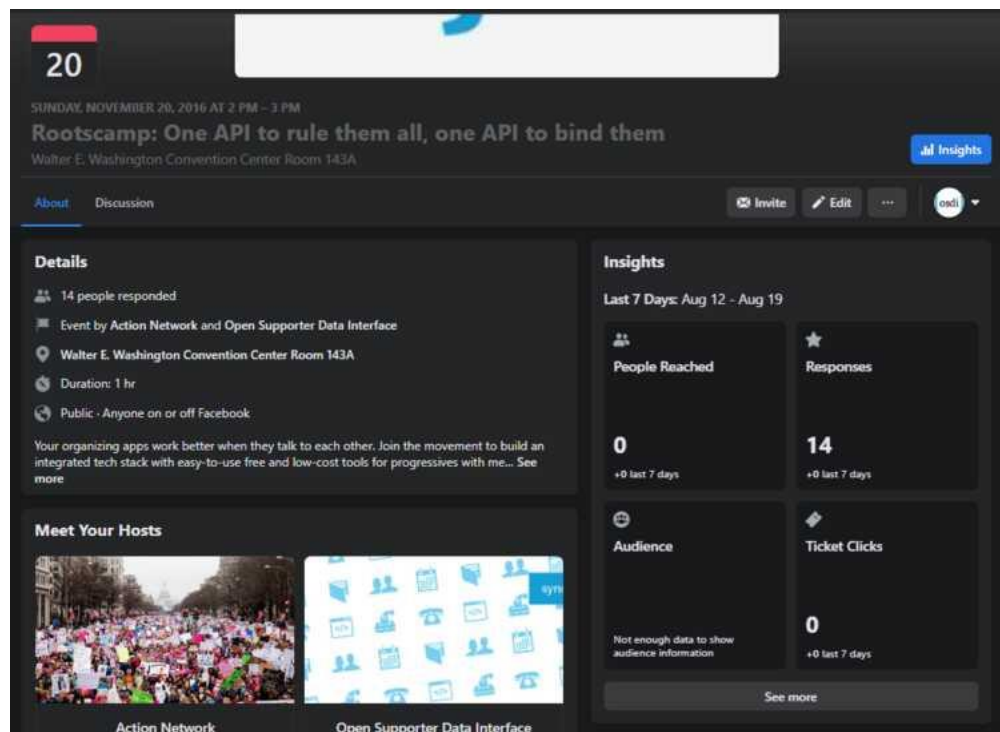 20
SUNDAY, NOVEMBER 20, 2016 AT 2 PM – 3 PM
Rootscamp: One API to rule them all, one API to bind them
Walter E. Washington Convention Center Room 143A
Insights
About Discussion
Invite Edit ... osdi
Details
14 people responded
Event by Action Network and Open Supporter Data Interface
Walter E. Washington Convention Center Room 143A
Duration: 1 hr
Public · Anyone on or off Facebook
Your organizing apps work better when they talk to each other. Join the movement to build an
integrated tech stack with easy-to-use free and low-cost tools for progressives with me... See
more
Meet Your Hosts
sync
Action Network
Open Supporter Data Interface
Insights
Last 7 Days: Aug 12 - Aug 19
People Reached
0
+0 last 7 days
Responses
14
+0 last 7 days
Audience
Not enough data to show
audience information
Ticket Clicks
0
+0 last 7 days
See more